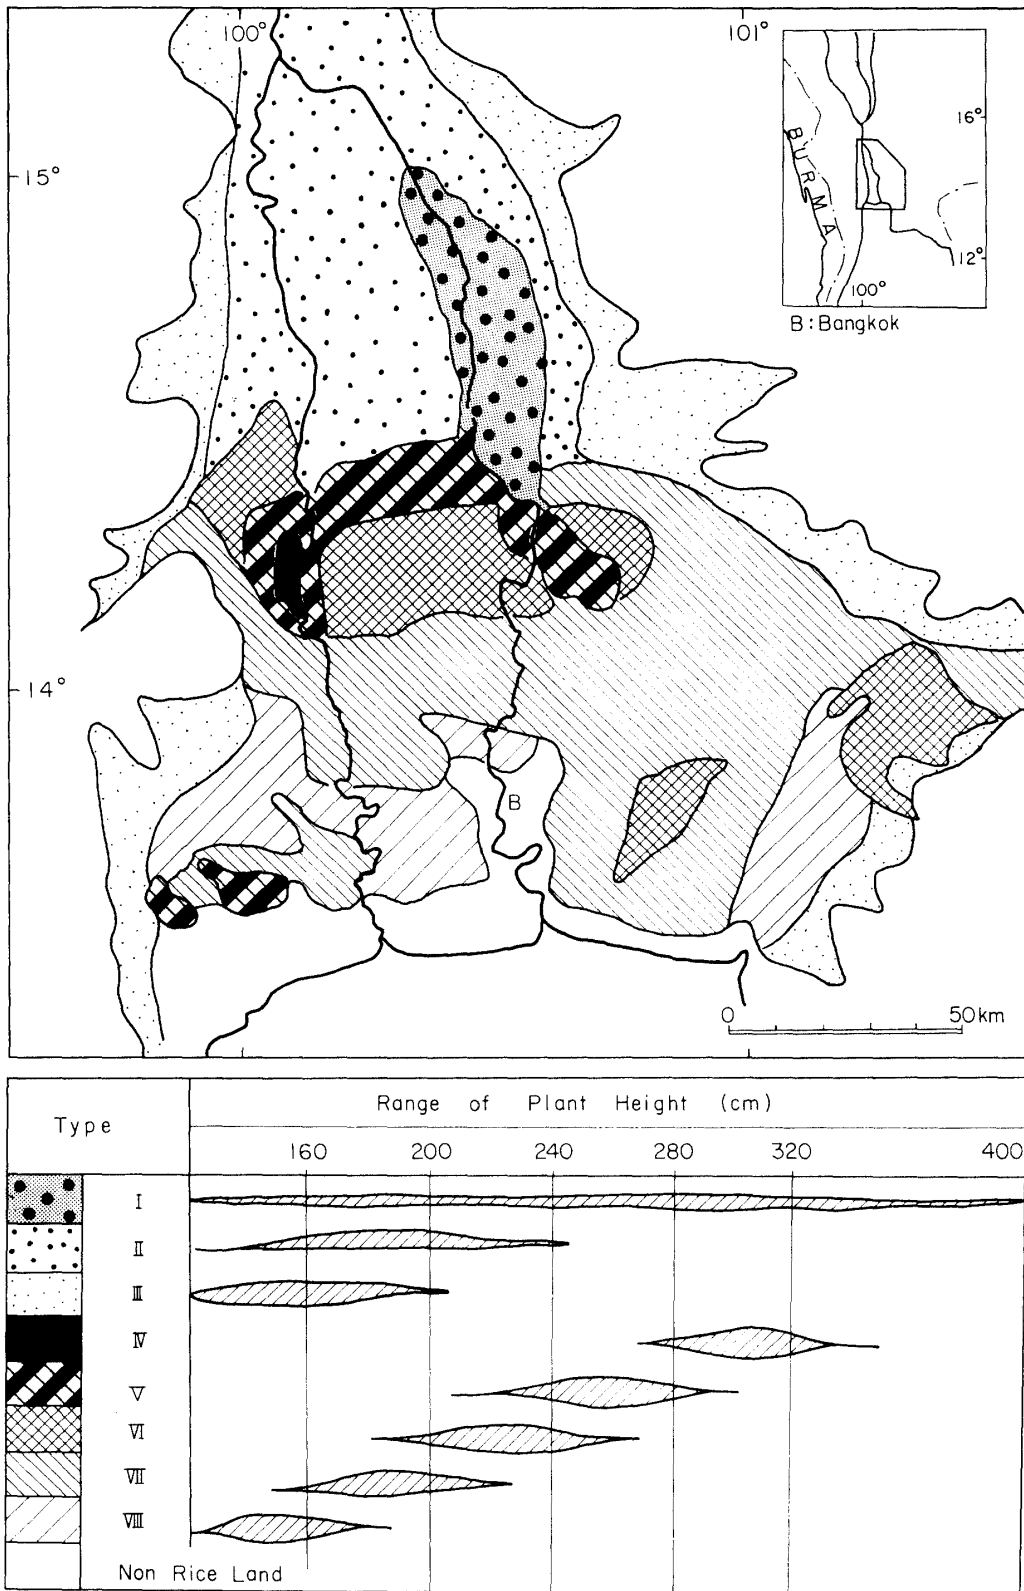 100°
101°
16°
BURMA
15°
12°
100°
B : Bangkok
14°
B
0 50km
Type
Range of Plant Height (cm)
160 200 240 280 320 400
I
II
III
IV
V
VI
VII
VIII
Non Rice Land